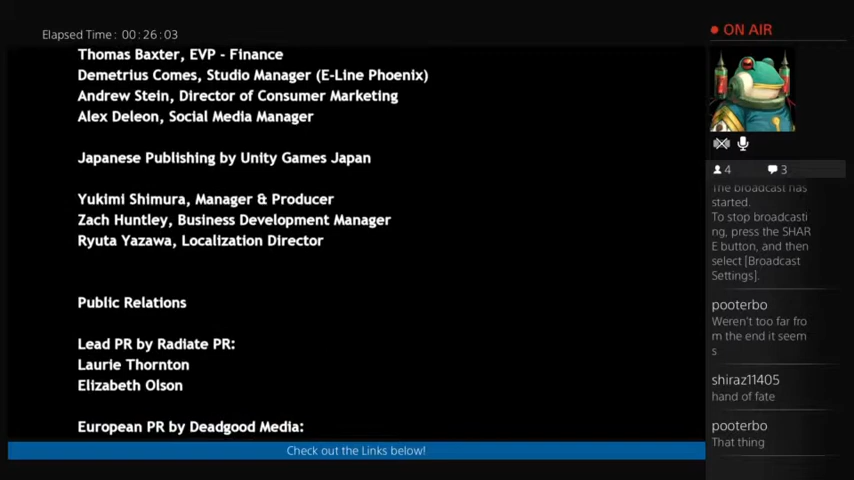 Elapsed Time : 00:26:03
Thomas Baxter, EVP - Finance
Demetrius Comes, Studio Manager (E-Line Phoenix)
Andrew Stein, Director of Consumer Marketing
Alex Deleon, Social Media Manager
Japanese Publishing by Unity Games Japan
Yukimi Shimura, Manager & Producer
Zach Huntley, Business Development Manager
Ryuta Yazawa, Localization Director
Public Relations
Lead PR by Radiate PR:
Laurie Thornton
Elizabeth Olson
European PR by Deadgood Media:
Check out the Links below!
ON AIR
4
3
The broadcast has
started.
To stop broadcasti
ng, press the SHAR
E button, and then
select [Broadcast
Settings].
pooterbo
Weren't too far fro
m the end it seem
s
shiraz11405
hand of fate
pooterbo
That thing